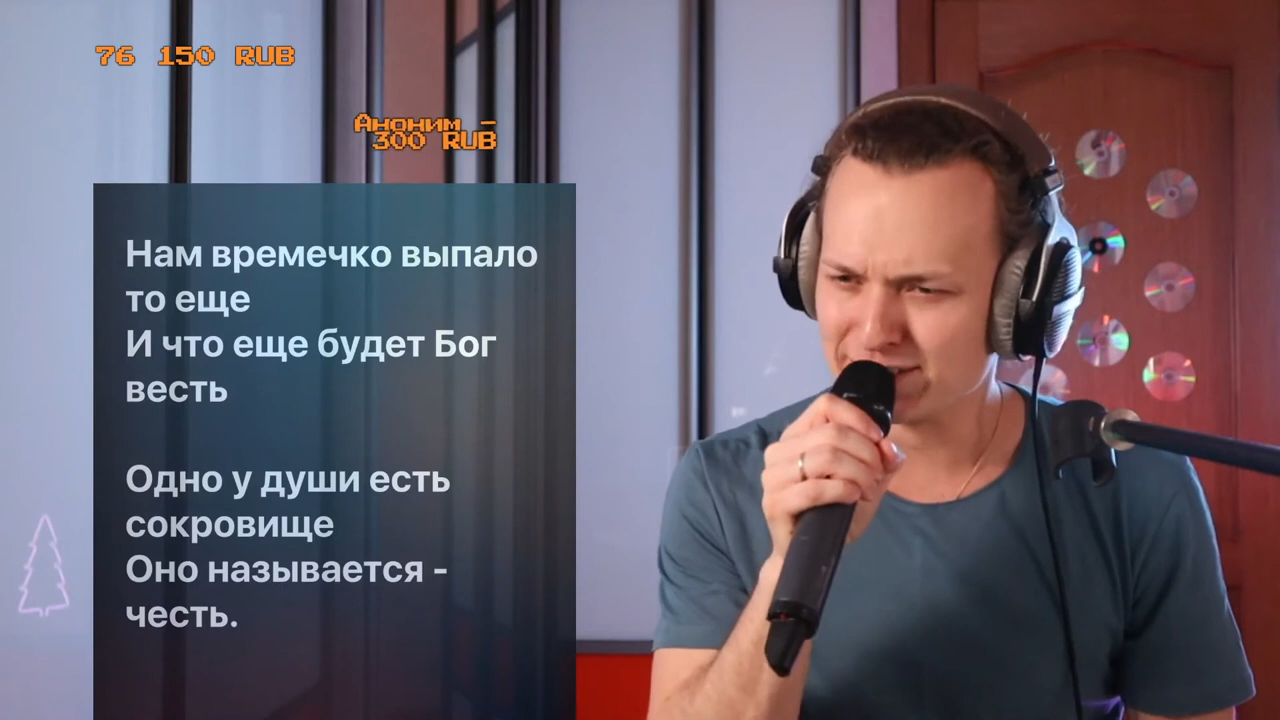 76 150 RUB
Аноним -
300 RUB
Нам времечко выпало
то еще
И что еще будет Бог
весть
Одно у души есть
сокровище
Оно называется -
честь.